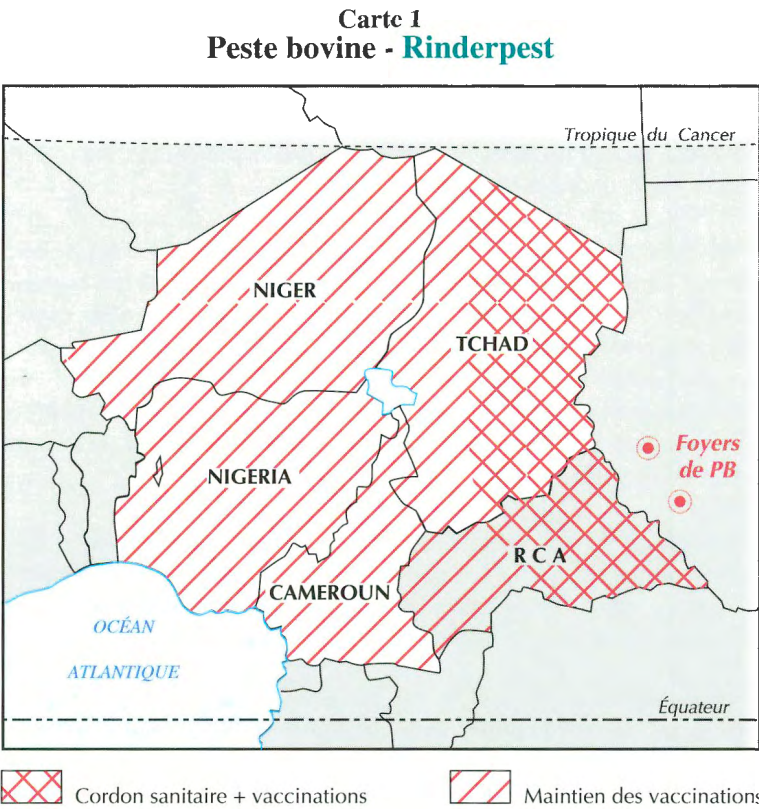 Carte 1
Peste bovine - Rinderpest
Tropique du Cancer
NIGER
TCHAD
Foyers
de PB
NIGERIA
R C A
CAMEROUN
OCÉAN
ATLANTIQUE
Équateur
Cordon sanitaire + vaccinations
Maintien des vaccinations